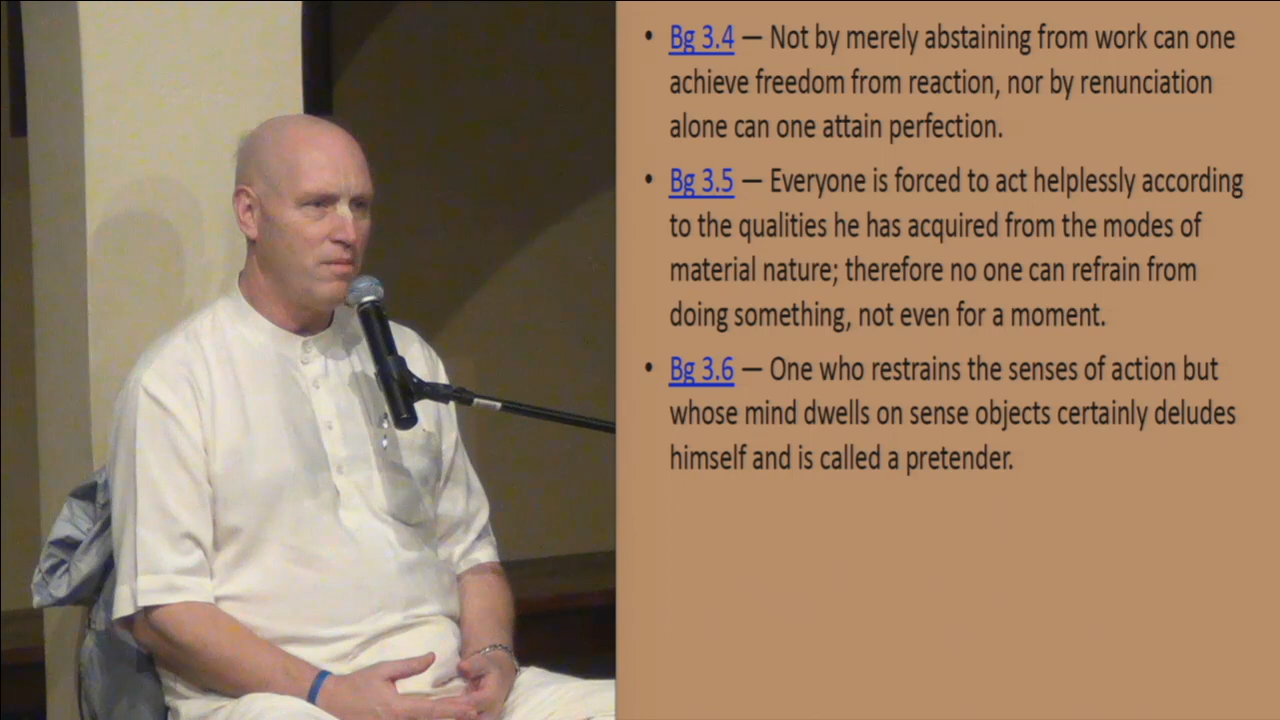 • Bg 3.4 — Not by merely abstaining from work can one
achieve freedom from reaction, nor by renunciation
alone can one attain perfection.
• Bg 3.5 — Everyone is forced to act helplessly according
to the qualities he has acquired from the modes of
material nature; therefore no one can refrain from
doing something, not even for a moment.
• Bg 3.6 — One who restrains the senses of action but
whose mind dwells on sense objects certainly deludes
himself and is called a pretender.